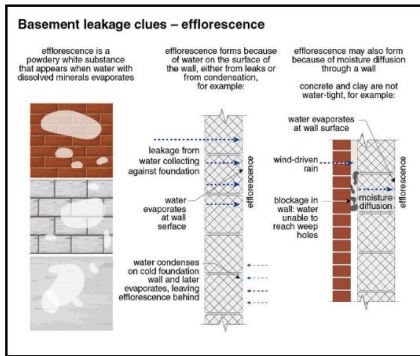 Basement leakage clues – efflorescence
efflorescence is a
powdery white substance
that appears when water with
dissolved minerals evaporates
efflorescence forms because
of water on the surface of
the wall, either from leaks or
from condensation,
for example:
leakage from
water collecting
against foundation
water
evaporates
at wall
surface
efflorescence
water condenses
on cold foundation
wall and later
evaporates, leaving
efflorescence behind
efflorescence may also form
because of moisture diffusion
through a wall
concrete and clay are not
water-tight, for example:
water evaporates
at wall surface
wind-driven
rain
blockage in
wall: water
unable to
reach weep
holes
moisture
diffusion
efflorescence